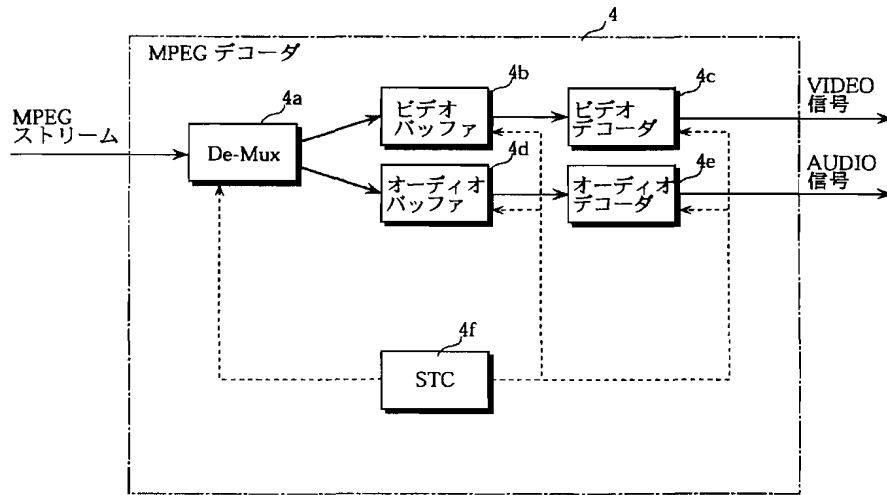 4
MPEG デコーダ
4b
4c
VIDEO
信号
MPEG
ストリーム
4a
ビデオ
バッファ
ビデオ
デコーダ
De-Mux
4d
4e
AUDIO
信号
オーディオ
バッファ
オーディオ
デコーダ
4f
STC